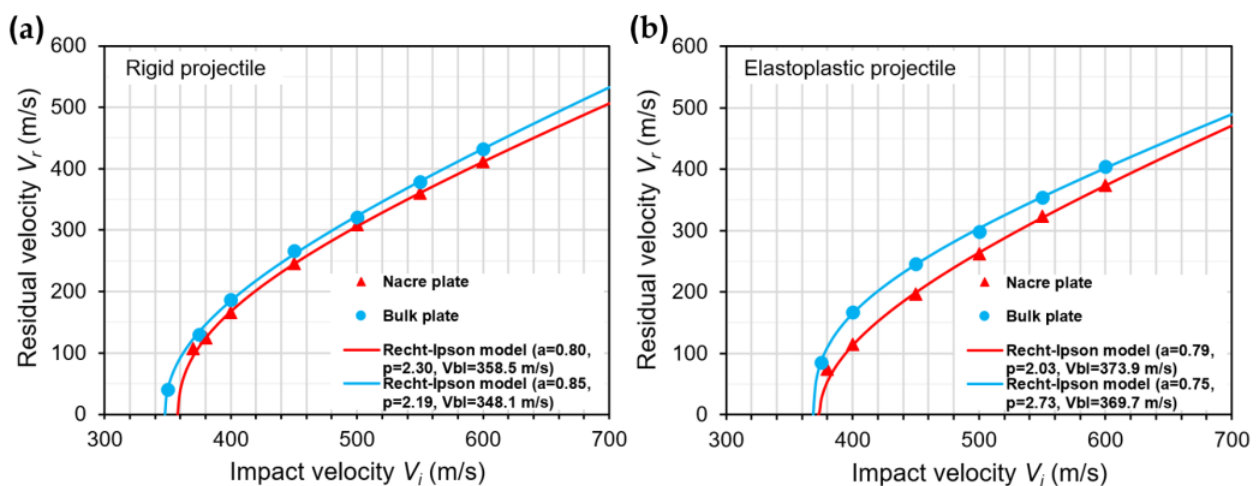 (a)
Rigid projectile
Residual velocity Vr (m/s)
600
500
400
300
200
100
0
Nacre plate
Bulk plate
Recht-Ipson model (a=0.80,
p=2.30, Vbl=358.5 m/s)
Recht-Ipson model (a=0.85,
p=2.19, Vbl=348.1 m/s)
300 400 500 600 700
Impact velocity Vi (m/s)
(b)
Elastoplastic projectile
Residual velocity Vr (m/s)
600
500
400
300
200
100
0
Nacre plate
Bulk plate
Recht-Ipson model (a=0.79,
p=2.03, Vbl=373.9 m/s)
Recht-Ipson model (a=0.75,
p=2.73, Vbl=369.7 m/s)
300 400 500 600 700
Impact velocity Vi (m/s)